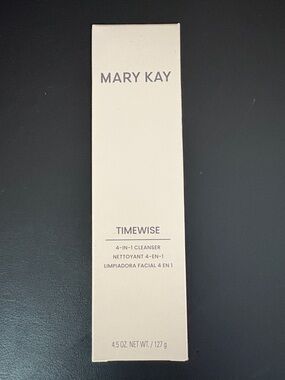 MARY KAY
TIMEWISE
4-IN-1 CLEANSER
NETTOYANT 4-EN-1
LIMPIADORA FACIAL 4 EN 1
4.5 OZ. NET WT. / 127 g